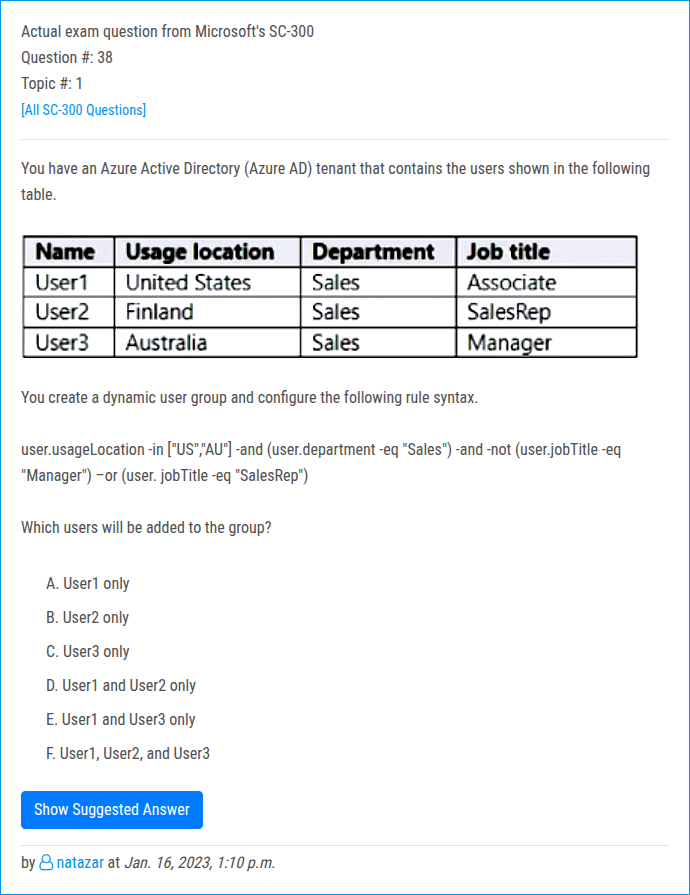 Actual exam question from Microsoft's SC-300
Question #: 38
Topic #: 1
[All SC-300 Questions]
You have an Azure Active Directory (Azure AD) tenant that contains the users shown in the following
table.
Name Usage location Department Job title
User1 United States Sales Associate
User2 Finland Sales SalesRep
User3 Australia Sales Manager
You create a dynamic user group and configure the following rule syntax.
user.usageLocation -in ["US","AU"] -and (user.department -eq "Sales") -and -not (user.jobTitle -eq
"Manager") –or (user. jobTitle -eq "SalesRep")
Which users will be added to the group?
A. User1 only
B. User2 only
C. User3 only
D. User1 and User2 only
E. User1 and User3 only
F. User1, User2, and User3
Show Suggested Answer
by natazar at Jan. 16, 2023, 1:10 p.m.